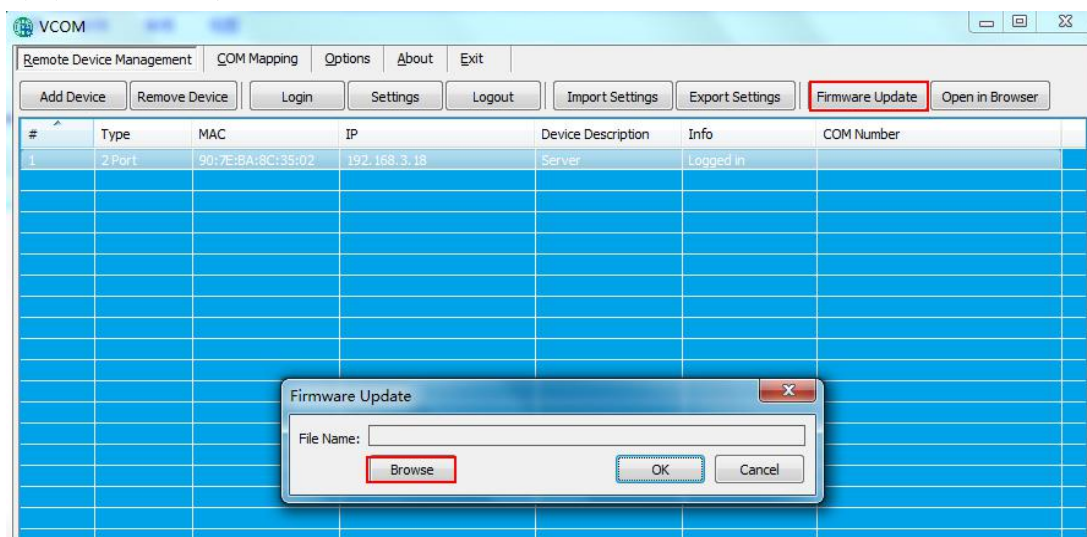 VCOM
Remote Device Management COM Mapping Options About Exit
Add Device Remove Device Login Settings Logout Import Settings Export Settings Firmware Update Open in Browser
# Type MAC IP Device Description Info COM Number
1 2 Port 90:7E:BA:8C:35:02 192.168.3.18 Server Logged in
Firmware Update
File Name:
Browse OK Cancel